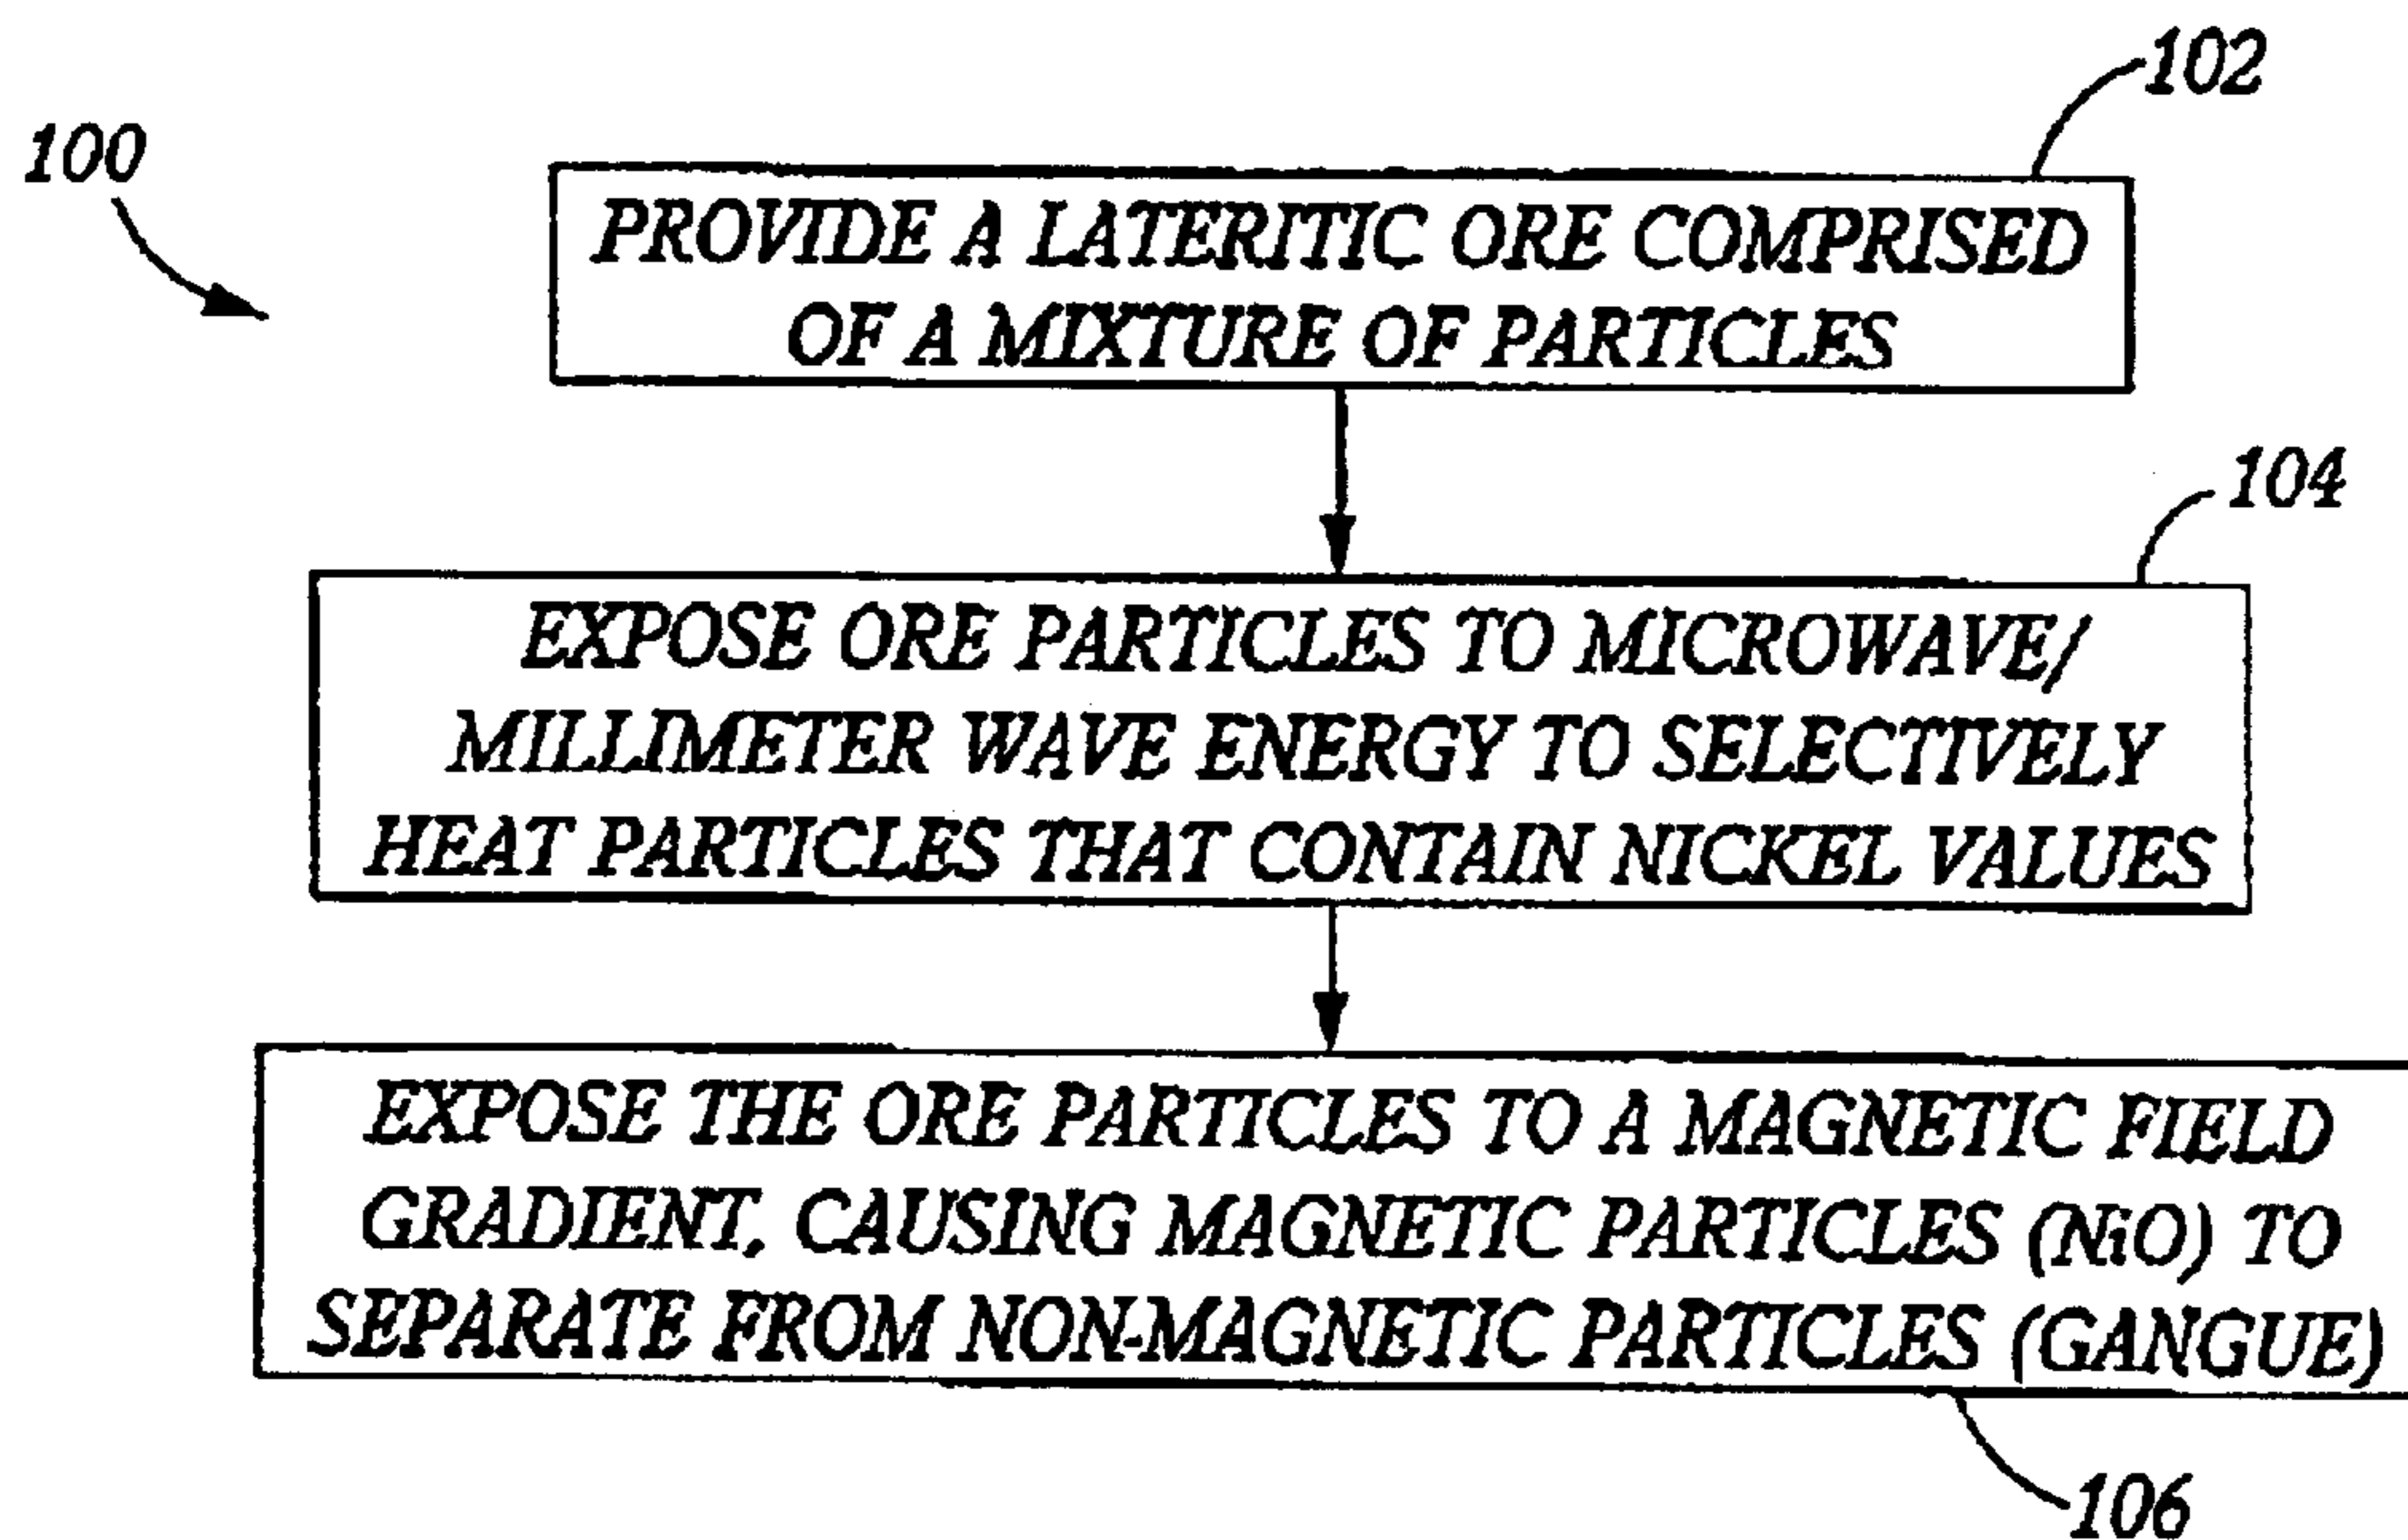 102
100
PROVIDE A LATERITIC ORE COMPRISED
OF A MIXTURE OF PARTICLES
104
EXPOSE ORE PARTICLES TO MICROWAVE/
MILLIMETER WAVE ENERGY TO SELECTIVELY
HEAT PARTICLES THAT CONTAIN NICKEL VALUES
EXPOSE THE ORE PARTICLES TO A MAGNETIC FIELD
GRADIENT, CAUSING MAGNETIC PARTICLES (NiO) TO
SEPARATE FROM NON-MAGNETIC PARTICLES (GANGUE)
106